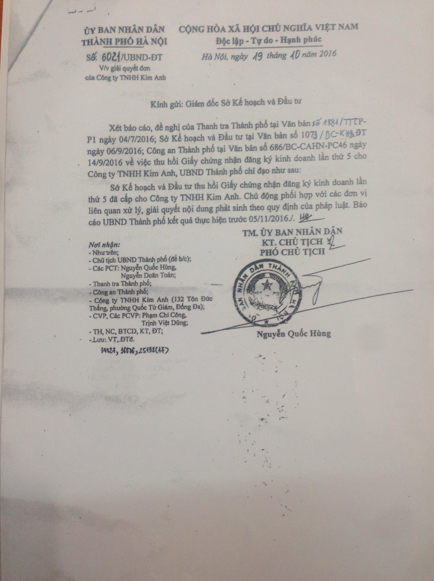 ỦY BAN NHÂN DÂN
THÀNH PHỐ HÀ NỘI
CỘNG HÒA XÃ HỘI CHỦ NGHĨA VIỆT NAM
Độc lập - Tự do - Hạnh phúc
Số: 6021/UBND-ĐT
V/v giải quyết đơn
của Công ty TNHH Kim Anh
Hà Nội, ngày 19 tháng 10 năm 2016
Kính gửi: Giám đốc Sở Kế hoạch và Đầu tư
Xét báo cáo, đề nghị của Thanh tra Thành phố tại Văn bản số /TTTP-
P1 ngày 04/7/2016; Sở Kế hoạch và Đầu tư tại Văn bản số 1073/BC-KH&ĐT
ngày 06/9/2016; Công an Thành phố tại Văn bản số 686/BC-CAHN-PC46 ngày
14/9/2016 về việc thu hồi Giấy chứng nhận đăng ký kinh doanh lần thứ 5 cho
Công ty TNHH Kim Anh, UBND Thành phố chỉ đạo như sau:
Sở Kế hoạch và Đầu tư thu hồi Giấy chứng nhận đăng ký kinh doanh lần
thứ 5 đã cấp cho Công ty TNHH Kim Anh. Chủ động phối hợp với các đơn vị
liên quan xử lý, giải quyết nội dung phát sinh theo quy định của pháp luật. Báo
cáo UBND Thành phố kết quả thực hiện trước 05/11/2016./.
Nơi nhận:
- Như trên;
- Chủ tịch UBND Thành phố (để b/c);
- Các PCT: Nguyễn Quốc Hùng,
Nguyễn Doãn Toản;
- Thanh tra Thành phố;
- Công an Thành phố;
- Công ty TNHH Kim Anh (132 Tôn Đức
Thắng, phường Quốc Tử Giám, Đống Đa);
- CVP, Các PCVP: Phạm Chí Công,
Trịnh Việt Dũng;
- TH, NC, BTCD, KT, ĐT;
- Lưu: VT, ĐTđ.
TM. ỦY BAN NHÂN DÂN
KT. CHỦ TỊCH
PHÓ CHỦ TỊCH
Nguyễn Quốc Hùng